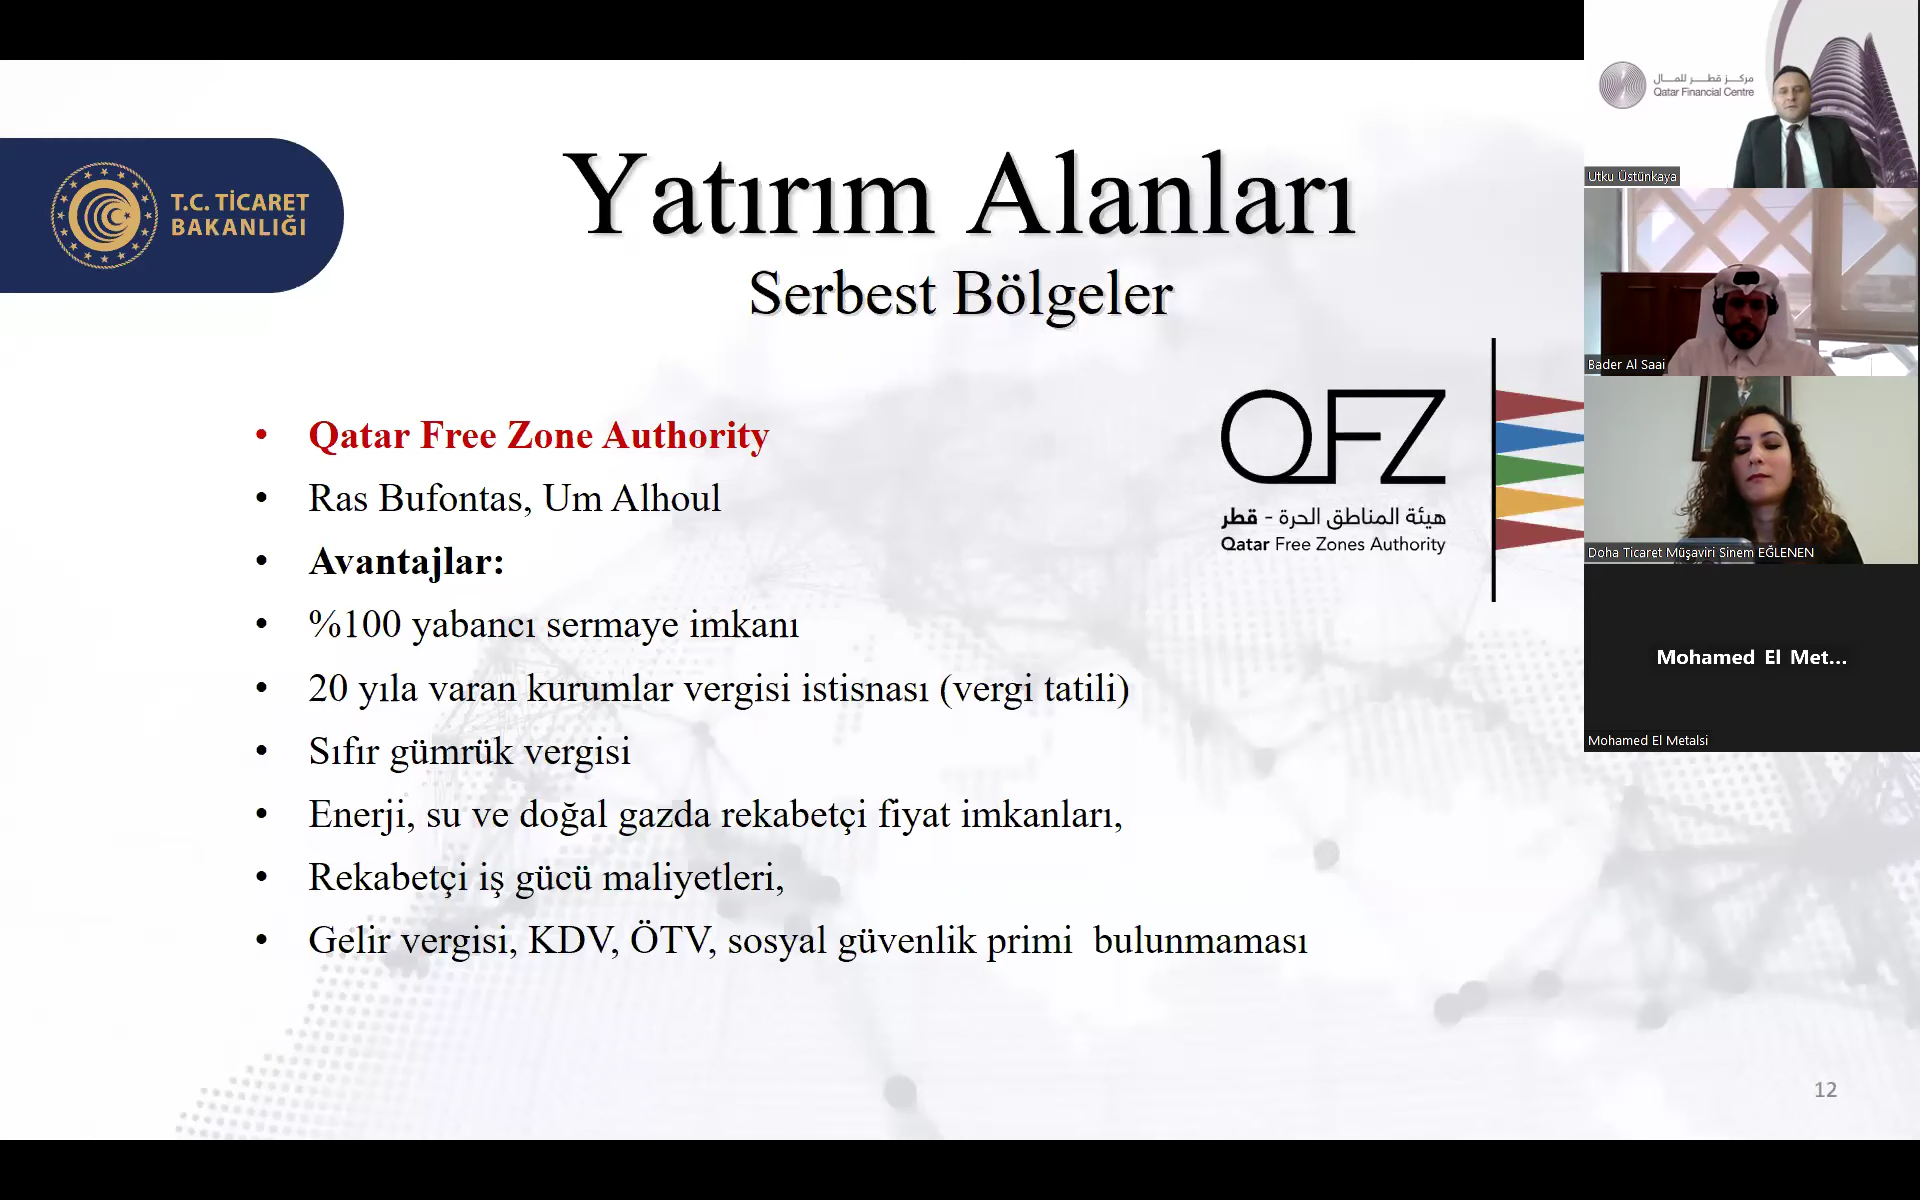 T.C. TİCARET
BAKANLIĞI
Yatırım Alanları
Serbest Bölgeler
• Qatar Free Zone Authority
• Ras Bufontas, Um Alhoul
• Avantajlar:
• %100 yabancı sermaye imkanı
• 20 yıla varan kurumlar vergisi istisnası (vergi tatili)
• Sıfır gümrük vergisi
• Enerji, su ve doğal gazda rekabetçi fiyat imkanları,
• Rekabetçi iş gücü maliyetleri,
• Gelir vergisi, KDV, ÖTV, sosyal güvenlik primi  bulunmaması
QFZ
هيئة المناطق الحرة - قطر
Qatar Free Zones Authority
12
مركـز قطـر للمـال
Qatar Financial Centre
Utku Üstünkaya
Bader Al Saai
Doha Ticaret Müşaviri Sinem EĞLENEN
Mohamed El Met...
Mohamed El Metalsi